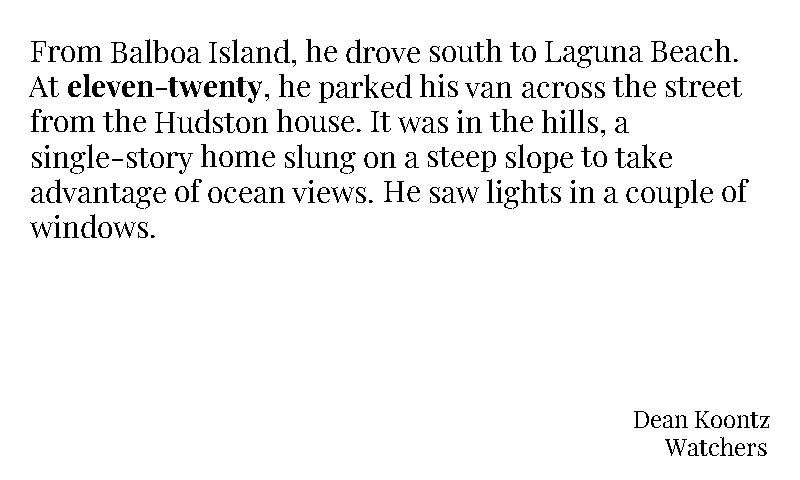 From Balboa Island, he drove south to Laguna Beach.
At eleven-twenty, he parked his van across the street
from the Hudston house. It was in the hills, a
single-story home slung on a steep slope to take
advantage of ocean views. He saw lights in a couple of
windows.
Dean Koontz
Watchers